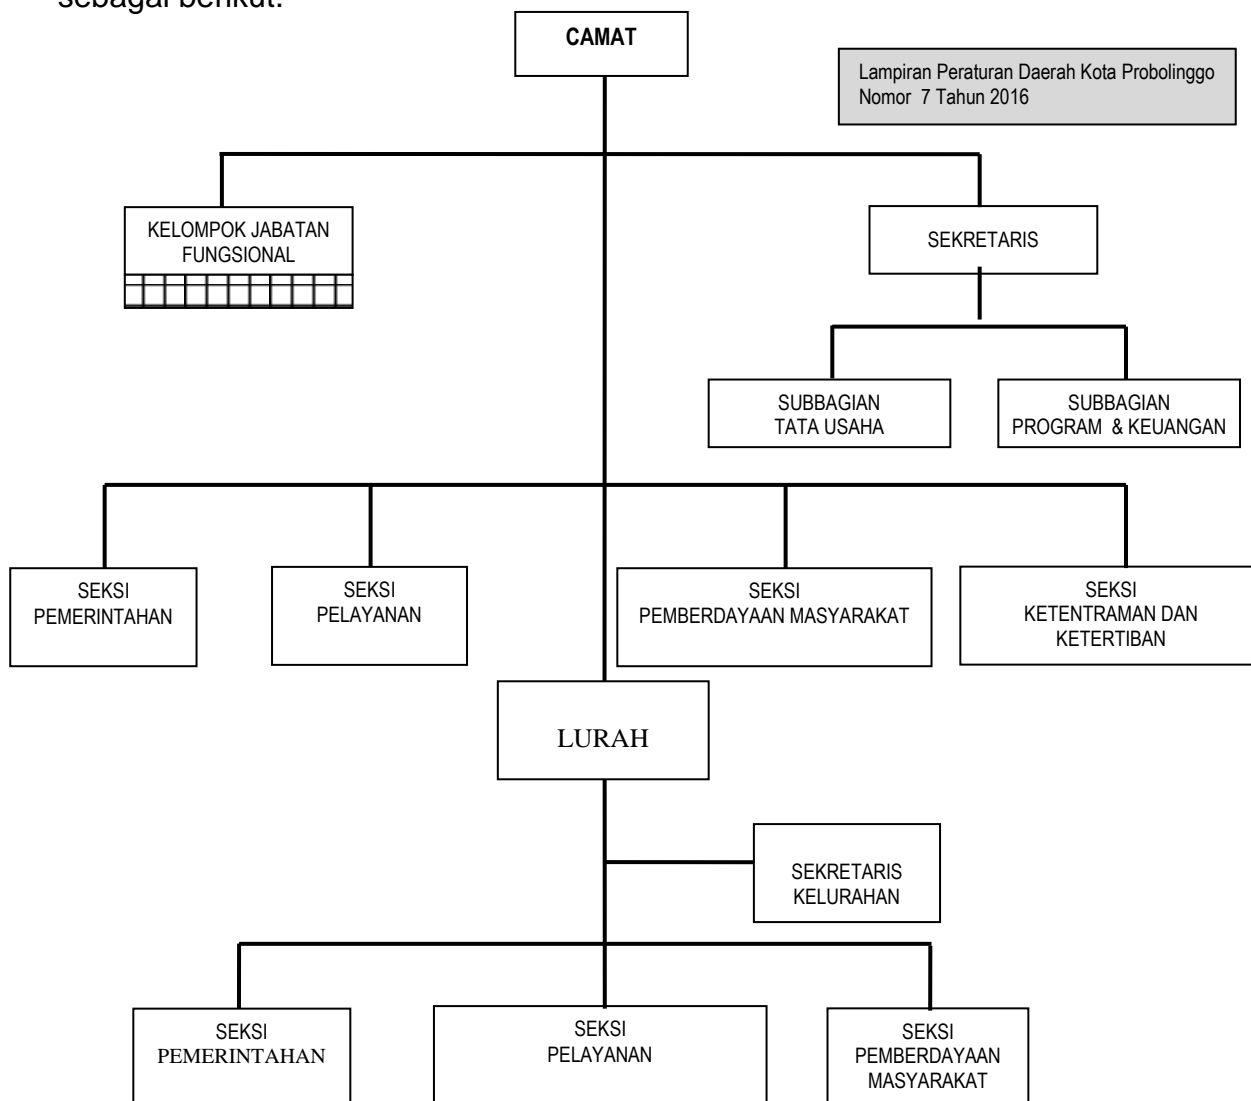 sebagai berikut:
CAMAT
Lampiran Peraturan Daerah Kota Probolinggo
Nomor 7 Tahun 2016
KELOMPOK JABATAN
FUNGSIONAL
SEKRETARIS
SUBBAGIAN
TATA USAHA
SUBBAGIAN
PROGRAM & KEUANGAN
SEKSI
PEMERINTAHAN
SEKSI
PELAYANAN
SEKSI
PEMBERDAYAAN MASYARAKAT
SEKSI
KETENTRAMAN DAN
KETERTIBAN
LURAH
SEKRETARIS
KELURAHAN
SEKSI
PEMERINTAHAN
SEKSI
PELAYANAN
SEKSI
PEMBERDAYAAN
MASYARAKAT